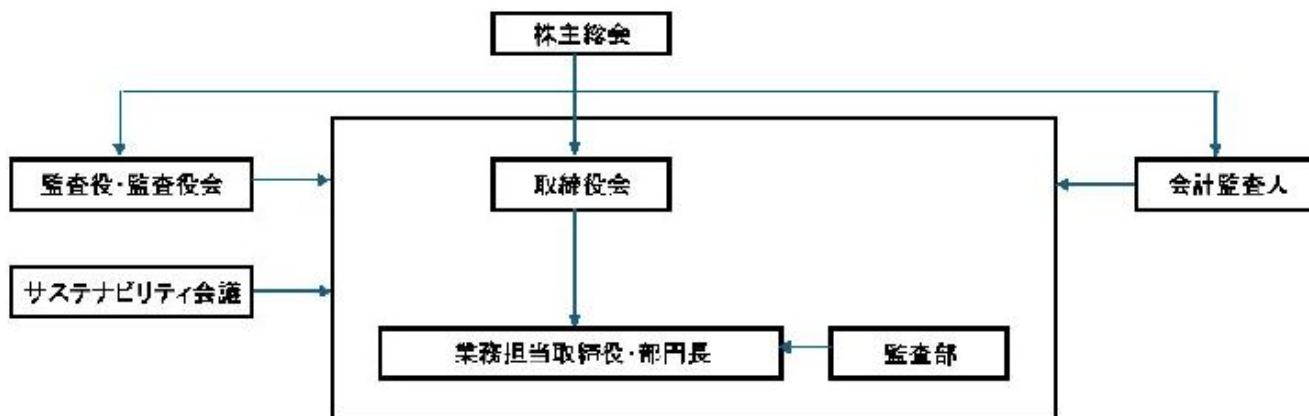 株主総会
監査役・監査役会
取締役会
会計監査人
サステナビリティ会議
業務担当取締役・部門長
監査部